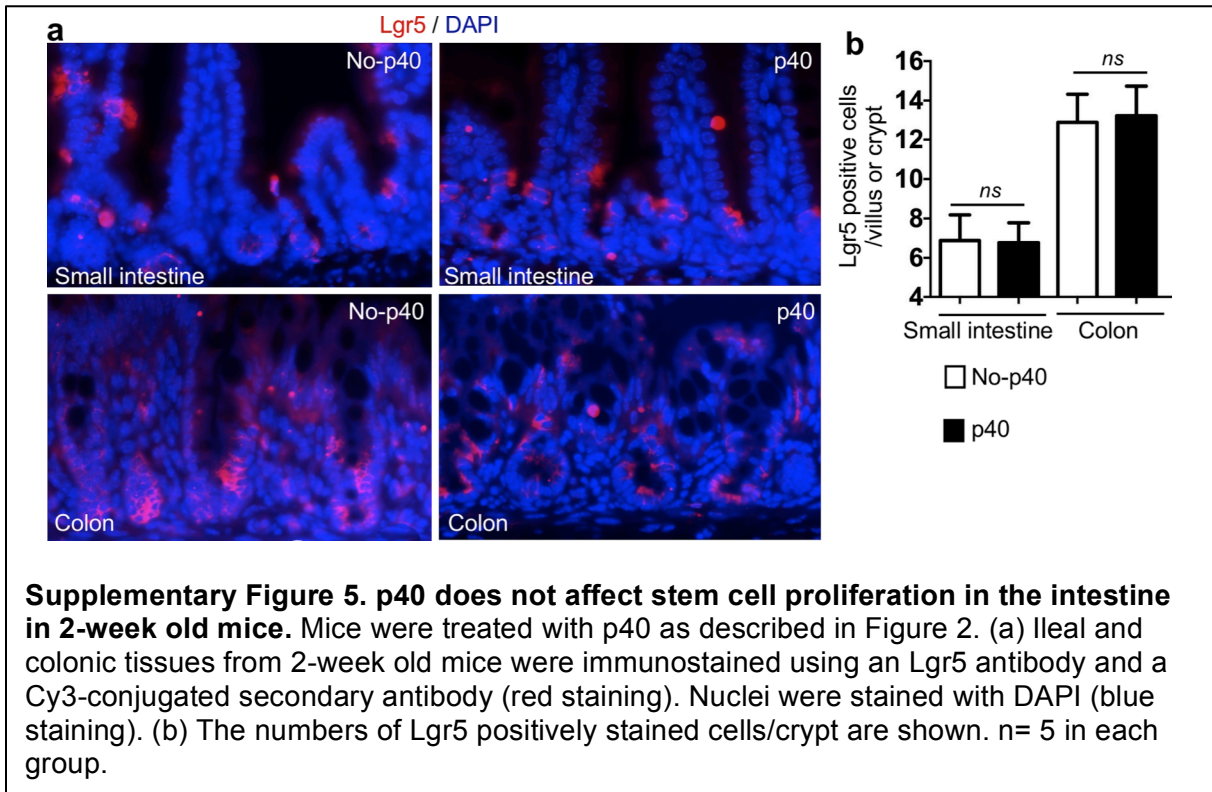 a
Lgr5 / DAPI
No-p40
p40
Small intestine
Small intestine
No-p40
p40
Colon
Colon
b
Lgr5 positive cells
/villus or crypt
16
14
12
10
8
6
4
ns
ns
Small intestine
Colon
No-p40
p40
Supplementary Figure 5. p40 does not affect stem cell proliferation in the intestine
in 2-week old mice. Mice were treated with p40 as described in Figure 2. (a) Ileal and
colonic tissues from 2-week old mice were immunostained using an Lgr5 antibody and a
Cy3-conjugated secondary antibody (red staining). Nuclei were stained with DAPI (blue
staining). (b) The numbers of Lgr5 positively stained cells/crypt are shown. n= 5 in each
group.